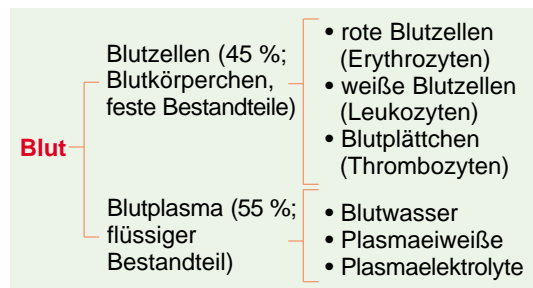 Blut
Blutzellen (45 %;
Blutkörperchen,
feste Bestandteile)
• rote Blutzellen
(Erythrozyten)
• weiße Blutzellen
(Leukozyten)
• Blutplättchen
(Thrombozyten)
Blutplasma (55 %;
flüssiger
Bestandteil)
• Blutwasser
• Plasmaeiweiße
• Plasmaelektrolyte